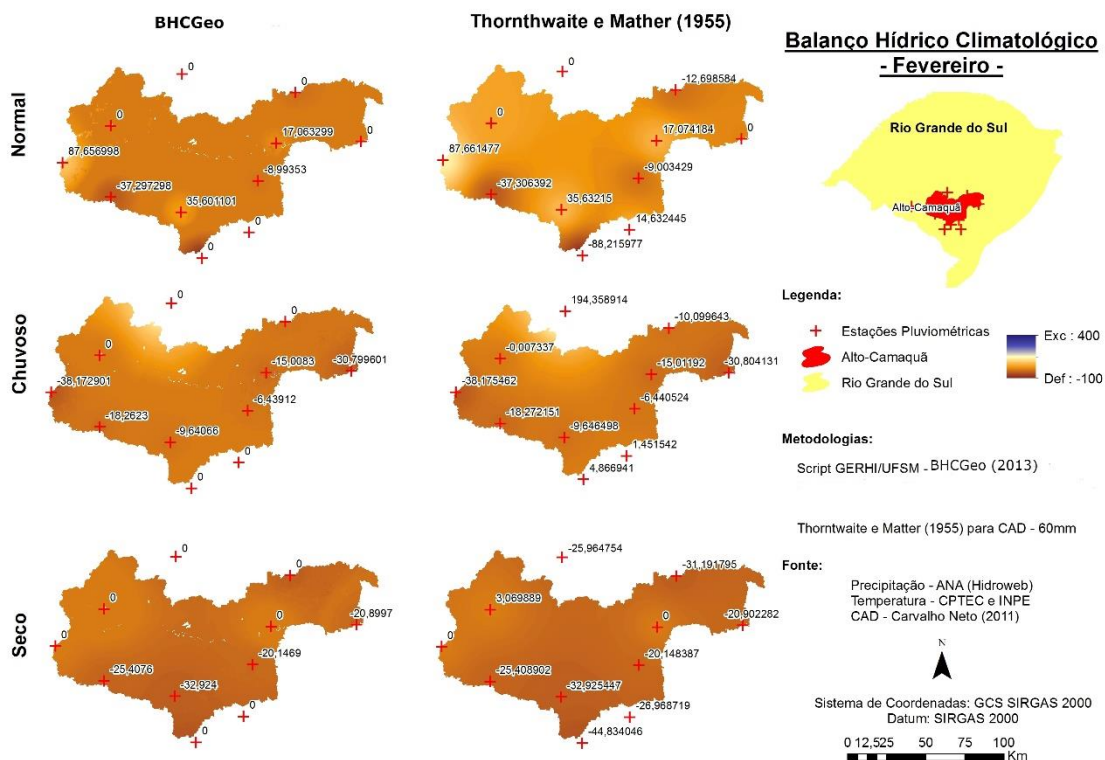 BHCGeo
Thornthwaite e Mather (1955)
Balanço Hídrico Climatológico
- Fevereiro -
Normal
0
0
0
17,063299
0
87,656998
-8,99353
-37,297298
35,601101
0
0
0
-12,698584
0
17,074184
0
87,661477
-9,003429
-37,306392
35,63215
14,632445
-88,215977
Rio Grande do Sul
Alto-Camaquã
Chuvoso
0
0
0
-15,0083
-30,799601
-38,172901
-6,43912
-18,2623
-9,64066
0
0
194,358914
-10,099643
-0,007337
-15,01192
-30,804131
-38,175462
-6,440524
-18,272151
-9,646498
1,451542
4,866941
Legenda:
Estações Pluviométricas
Alto-Camaquã
Rio Grande do Sul
Exc : 400
Def : -100
Metodologias:
Script GERHI/UFSM - BHCGeo (2013)
Thorntwaite e Matter (1955) para CAD - 60mm
Seco
0
0
0
0
-20,8997
0
-20,1469
-25,4076
-32,924
0
0
-25,964754
-31,191795
3,069889
0
-20,902282
0
-20,148387
-25,408902
-32,925447
-26,968719
-44,834046
Fonte:
Precipitação - ANA (Hidroweb)
Temperatura - CPTEC e INPE
CAD - Carvalho Neto (2011)
N
Sistema de Coordenadas: GCS SIRGAS 2000
Datum: SIRGAS 2000
0 12,525 50 75 100
Km